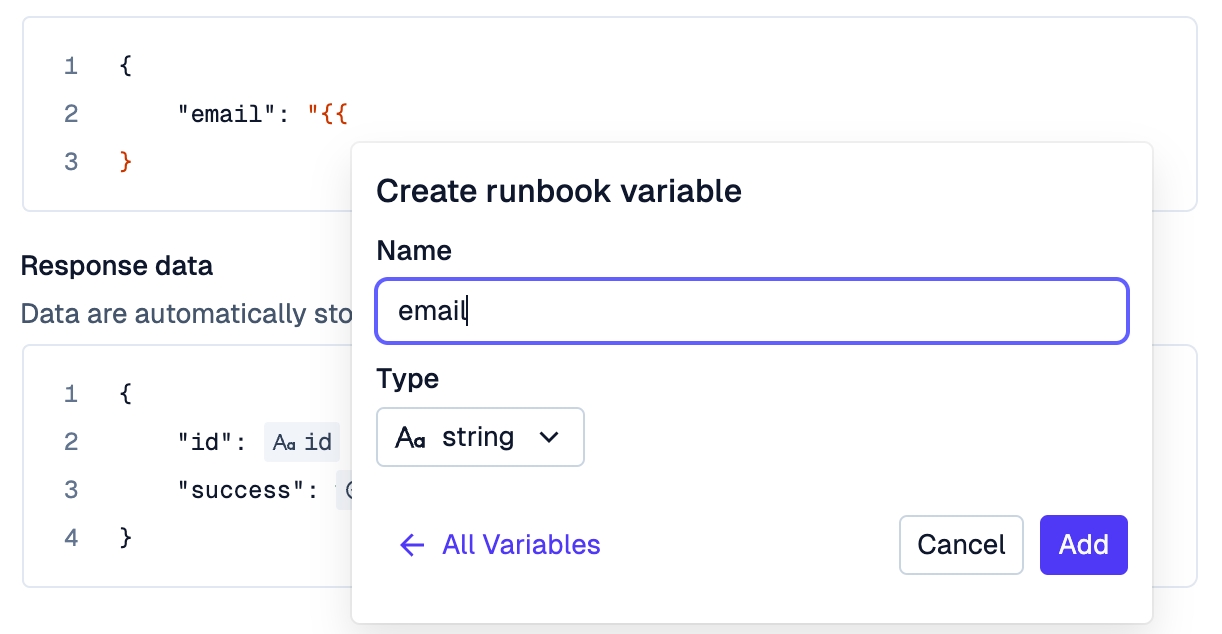 1 {
2 "email": "{{
3 }
Create runbook variable
Name
email
Type
Aa string
All Variables
Cancel
Add
Response data
Data are automatically sto
1 {
2 "id": Aa id
3 "success":
4 }